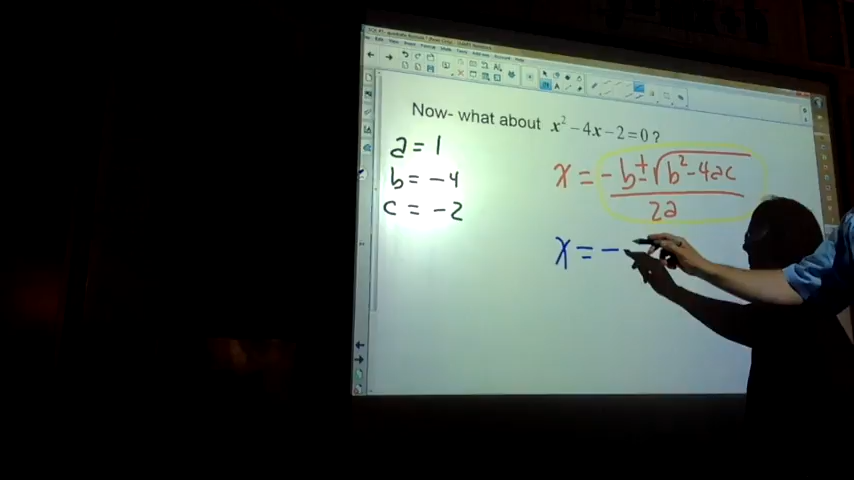 Now- what about x² – 4x – 2 = 0 ?
a = 1
b = -4
c = -2
x = -b ± √b²-4ac
2a
x = -